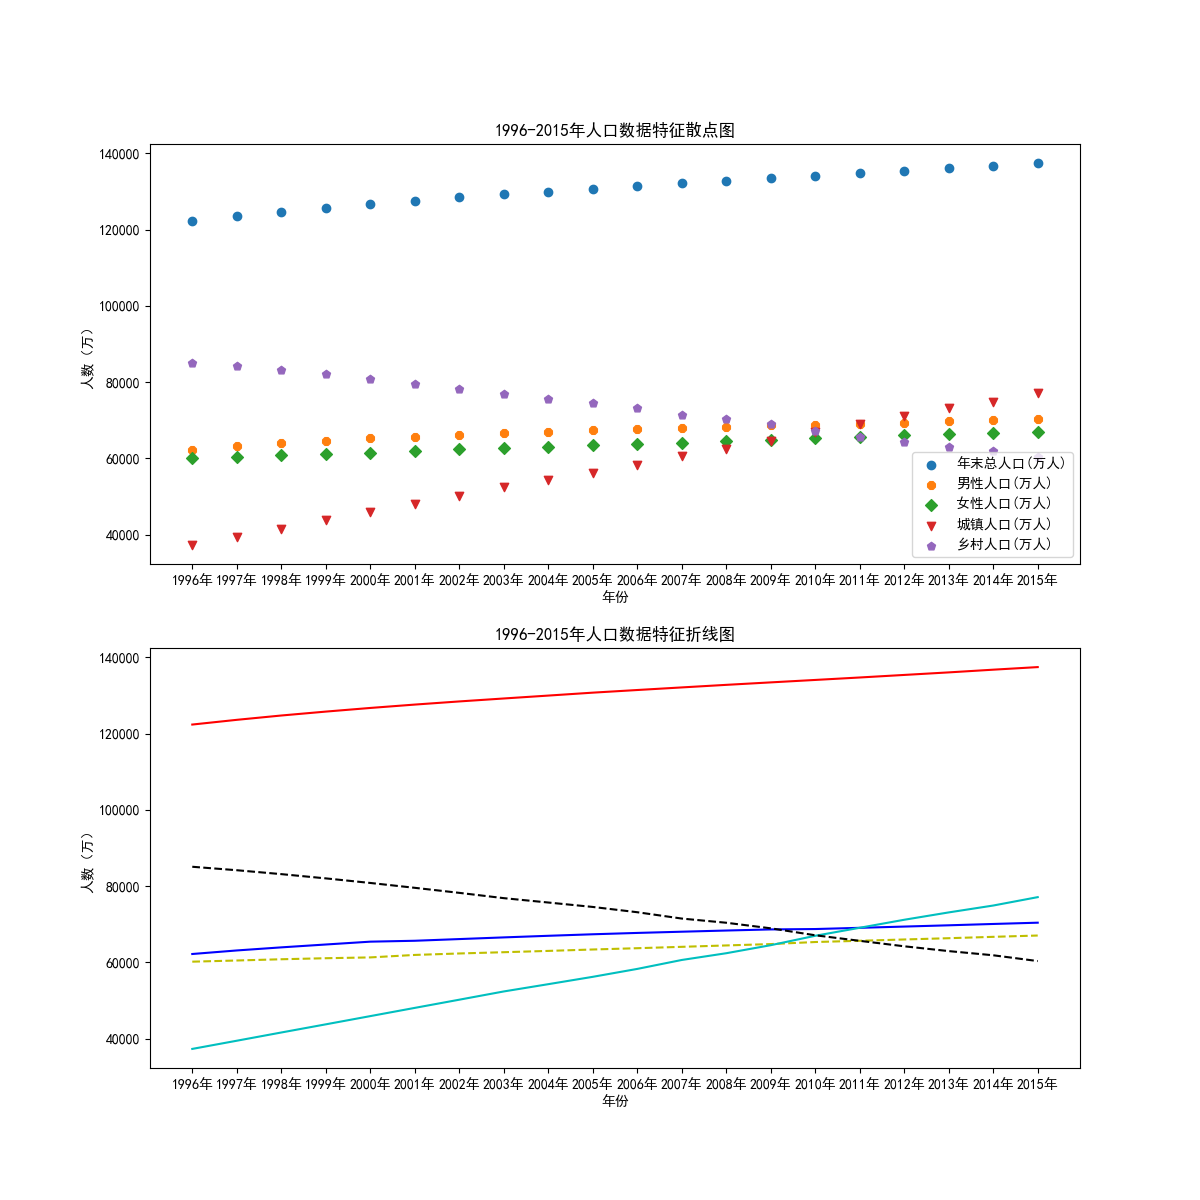 1996-2015年人口数据特征散点图
140000
120000
100000
80000
60000
40000
人数（万）
年末总人口(万人)
男性人口(万人)
女性人口(万人)
城镇人口(万人)
乡村人口(万人)
1996年 1997年 1998年 1999年 2000年 2001年 2002年 2003年 2004年 2005年 2006年 2007年 2008年 2009年 2010年 2011年 2012年 2013年 2014年 2015年
年份
1996-2015年人口数据特征折线图
140000
120000
100000
80000
60000
40000
人数（万）
1996年 1997年 1998年 1999年 2000年 2001年 2002年 2003年 2004年 2005年 2006年 2007年 2008年 2009年 2010年 2011年 2012年 2013年 2014年 2015年
年份